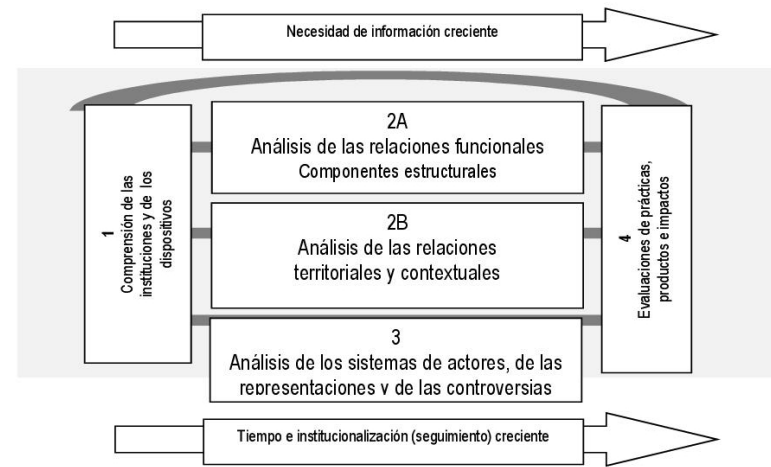 Necesidad de información creciente
1
Comprensión de las
instituciones y de los
dispositivos
2A
Análisis de las relaciones funcionales
Componentes estructurales
2B
Análisis de las relaciones
territoriales y contextuales
3
Análisis de los sistemas de actores, de las
representaciones y de las controversias
4
Evaluaciones de prácticas,
productos e impactos
Tiempo e institucionalización (seguimiento) creciente